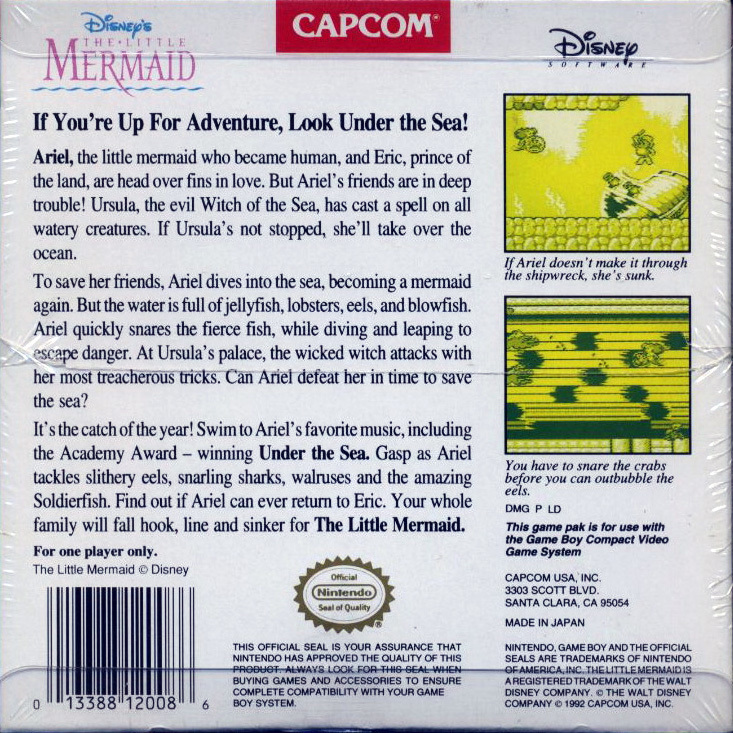 Disney's
THE • LITTLE
MERMAID
CAPCOM®
Disney
SOFTWARE
If You're Up For Adventure, Look Under the Sea!
Ariel, the little mermaid who became human, and Eric, prince of
the land, are head over fins in love. But Ariel's friends are in deep
trouble! Ursula, the evil Witch of the Sea, has cast a spell on all
watery creatures. If Ursula's not stopped, she'll take over the
ocean.
To save her friends, Ariel dives into the sea, becoming a mermaid
again. But the water is full of jellyfish, lobsters, eels, and blowfish.
Ariel quickly snares the fierce fish, while diving and leaping to
escape danger. At Ursula's palace, the wicked witch attacks with
her most treacherous tricks. Can Ariel defeat her in time to save
the sea?
It's the catch of the year! Swim to Ariel's favorite music, including
the Academy Award – winning Under the Sea. Gasp as Ariel
tackles slithery eels, snarling sharks, walruses and the amazing
Soldierfish. Find out if Ariel can ever return to Eric. Your whole
family will fall hook, line and sinker for The Little Mermaid.
For one player only.
The Little Mermaid © Disney
0 13388 12008 6
Official
Nintendo
Seal of Quality
®
THIS OFFICIAL SEAL IS YOUR ASSURANCE THAT
NINTENDO HAS APPROVED THE QUALITY OF THIS
PRODUCT. ALWAYS LOOK FOR THIS SEAL WHEN
BUYING GAMES AND ACCESSORIES TO ENSURE
COMPLETE COMPATIBILITY WITH YOUR GAME
BOY SYSTEM.
If Ariel doesn't make it through
the shipwreck, she's sunk.
You have to snare the crabs
before you can outbubble the
eels.
DMG P LD
This game pak is for use with
the Game Boy Compact Video
Game System
CAPCOM USA, INC.
3303 SCOTT BLVD.
SANTA CLARA, CA 95054
MADE IN JAPAN
NINTENDO, GAME BOY AND THE OFFICIAL
SEALS ARE TRADEMARKS OF NINTENDO
OF AMERICA, INC. THE LITTLE MERMAID IS
A REGISTERED TRADEMARK OF THE WALT
DISNEY COMPANY. © THE WALT DISNEY
COMPANY © 1992 CAPCOM USA, INC.